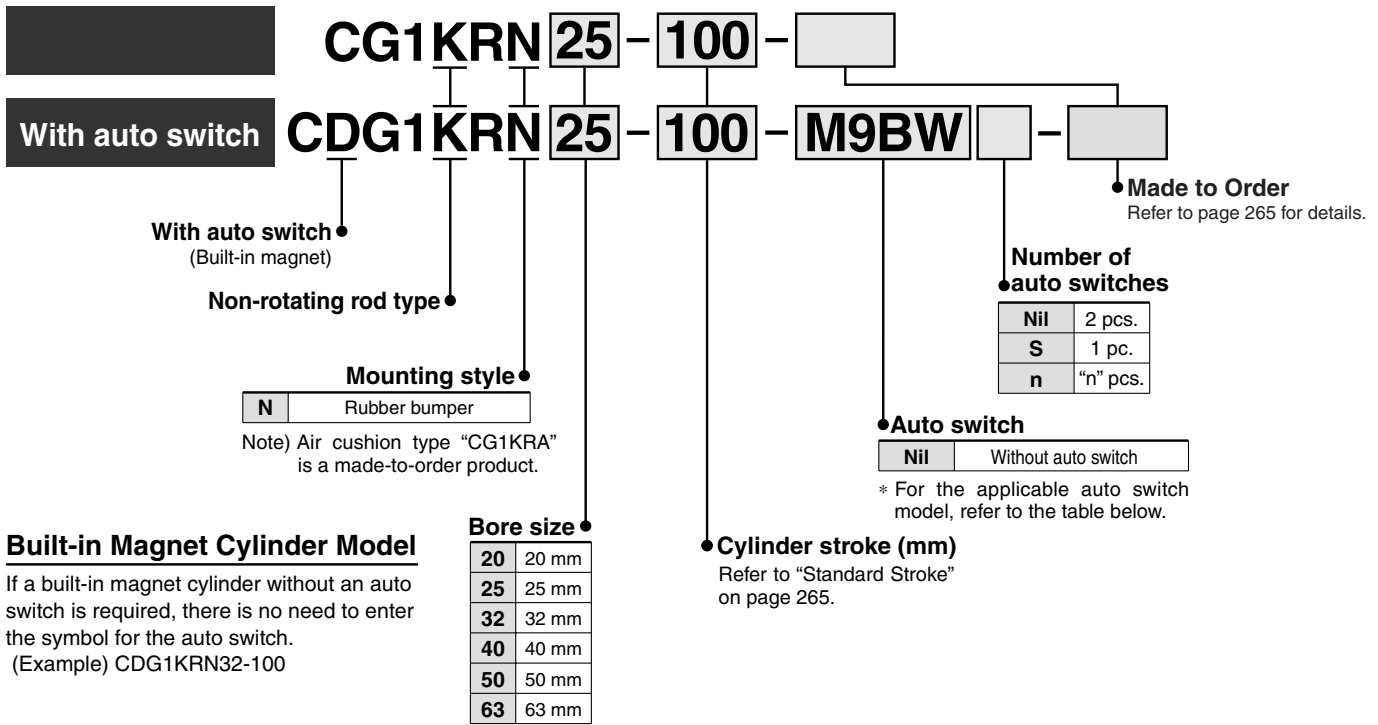 CG1KRN 25 – 100 –
With auto switch CDG1KRN 25 – 100 – M9BW –
With auto switch
(Built-in magnet)
Non-rotating rod type
Mounting style
N Rubber bumper
Note) Air cushion type “CG1KRA”
is a made-to-order product.
Built-in Magnet Cylinder Model
If a built-in magnet cylinder without an auto
switch is required, there is no need to enter
the symbol for the auto switch.
(Example) CDG1KRN32-100
Bore size
20 20 mm
25 25 mm
32 32 mm
40 40 mm
50 50 mm
63 63 mm
Cylinder stroke (mm)
Refer to “Standard Stroke”
on page 265.
Auto switch
Nil Without auto switch
∗ For the applicable auto switch
model, refer to the table below.
Number of
auto switches
Nil 2 pcs.
S 1 pc.
n “n” pcs.
Made to Order
Refer to page 265 for details.